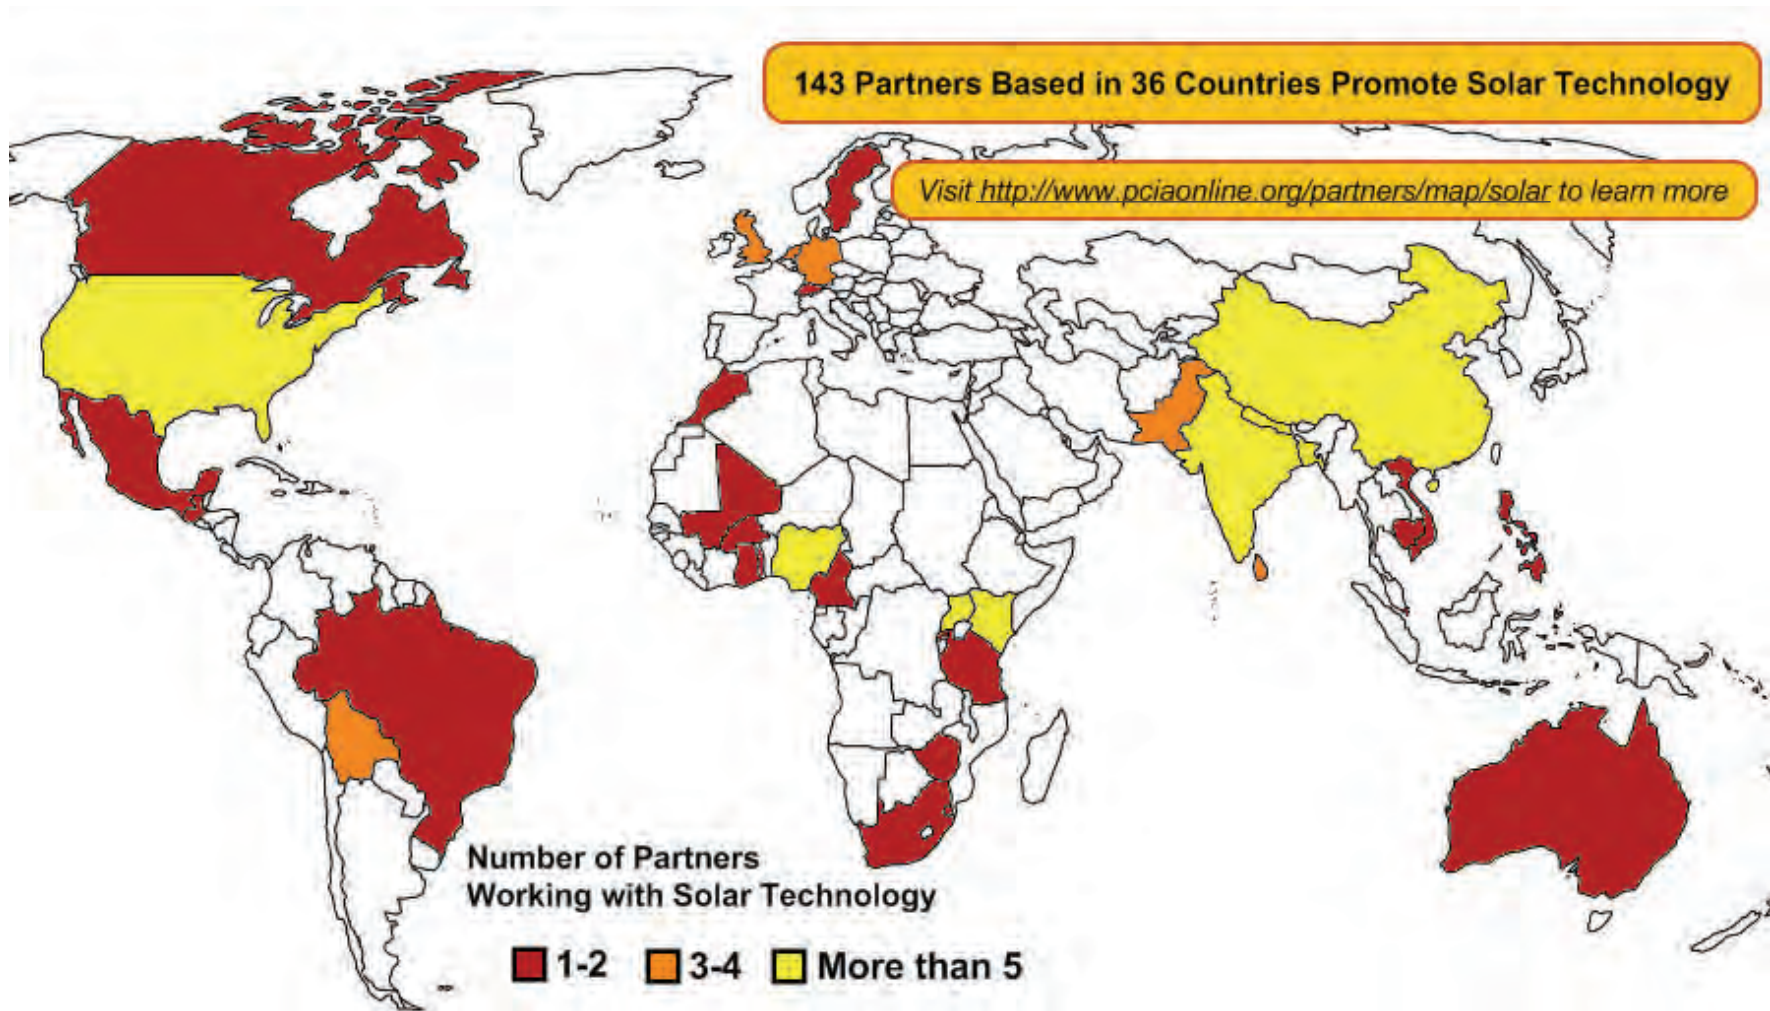 143 Partners Based in 36 Countries Promote Solar Technology
Visit http://www.pciaonline.org/partners/map/solar to learn more
Number of Partners
Working with Solar Technology
1-2 3-4 More than 5